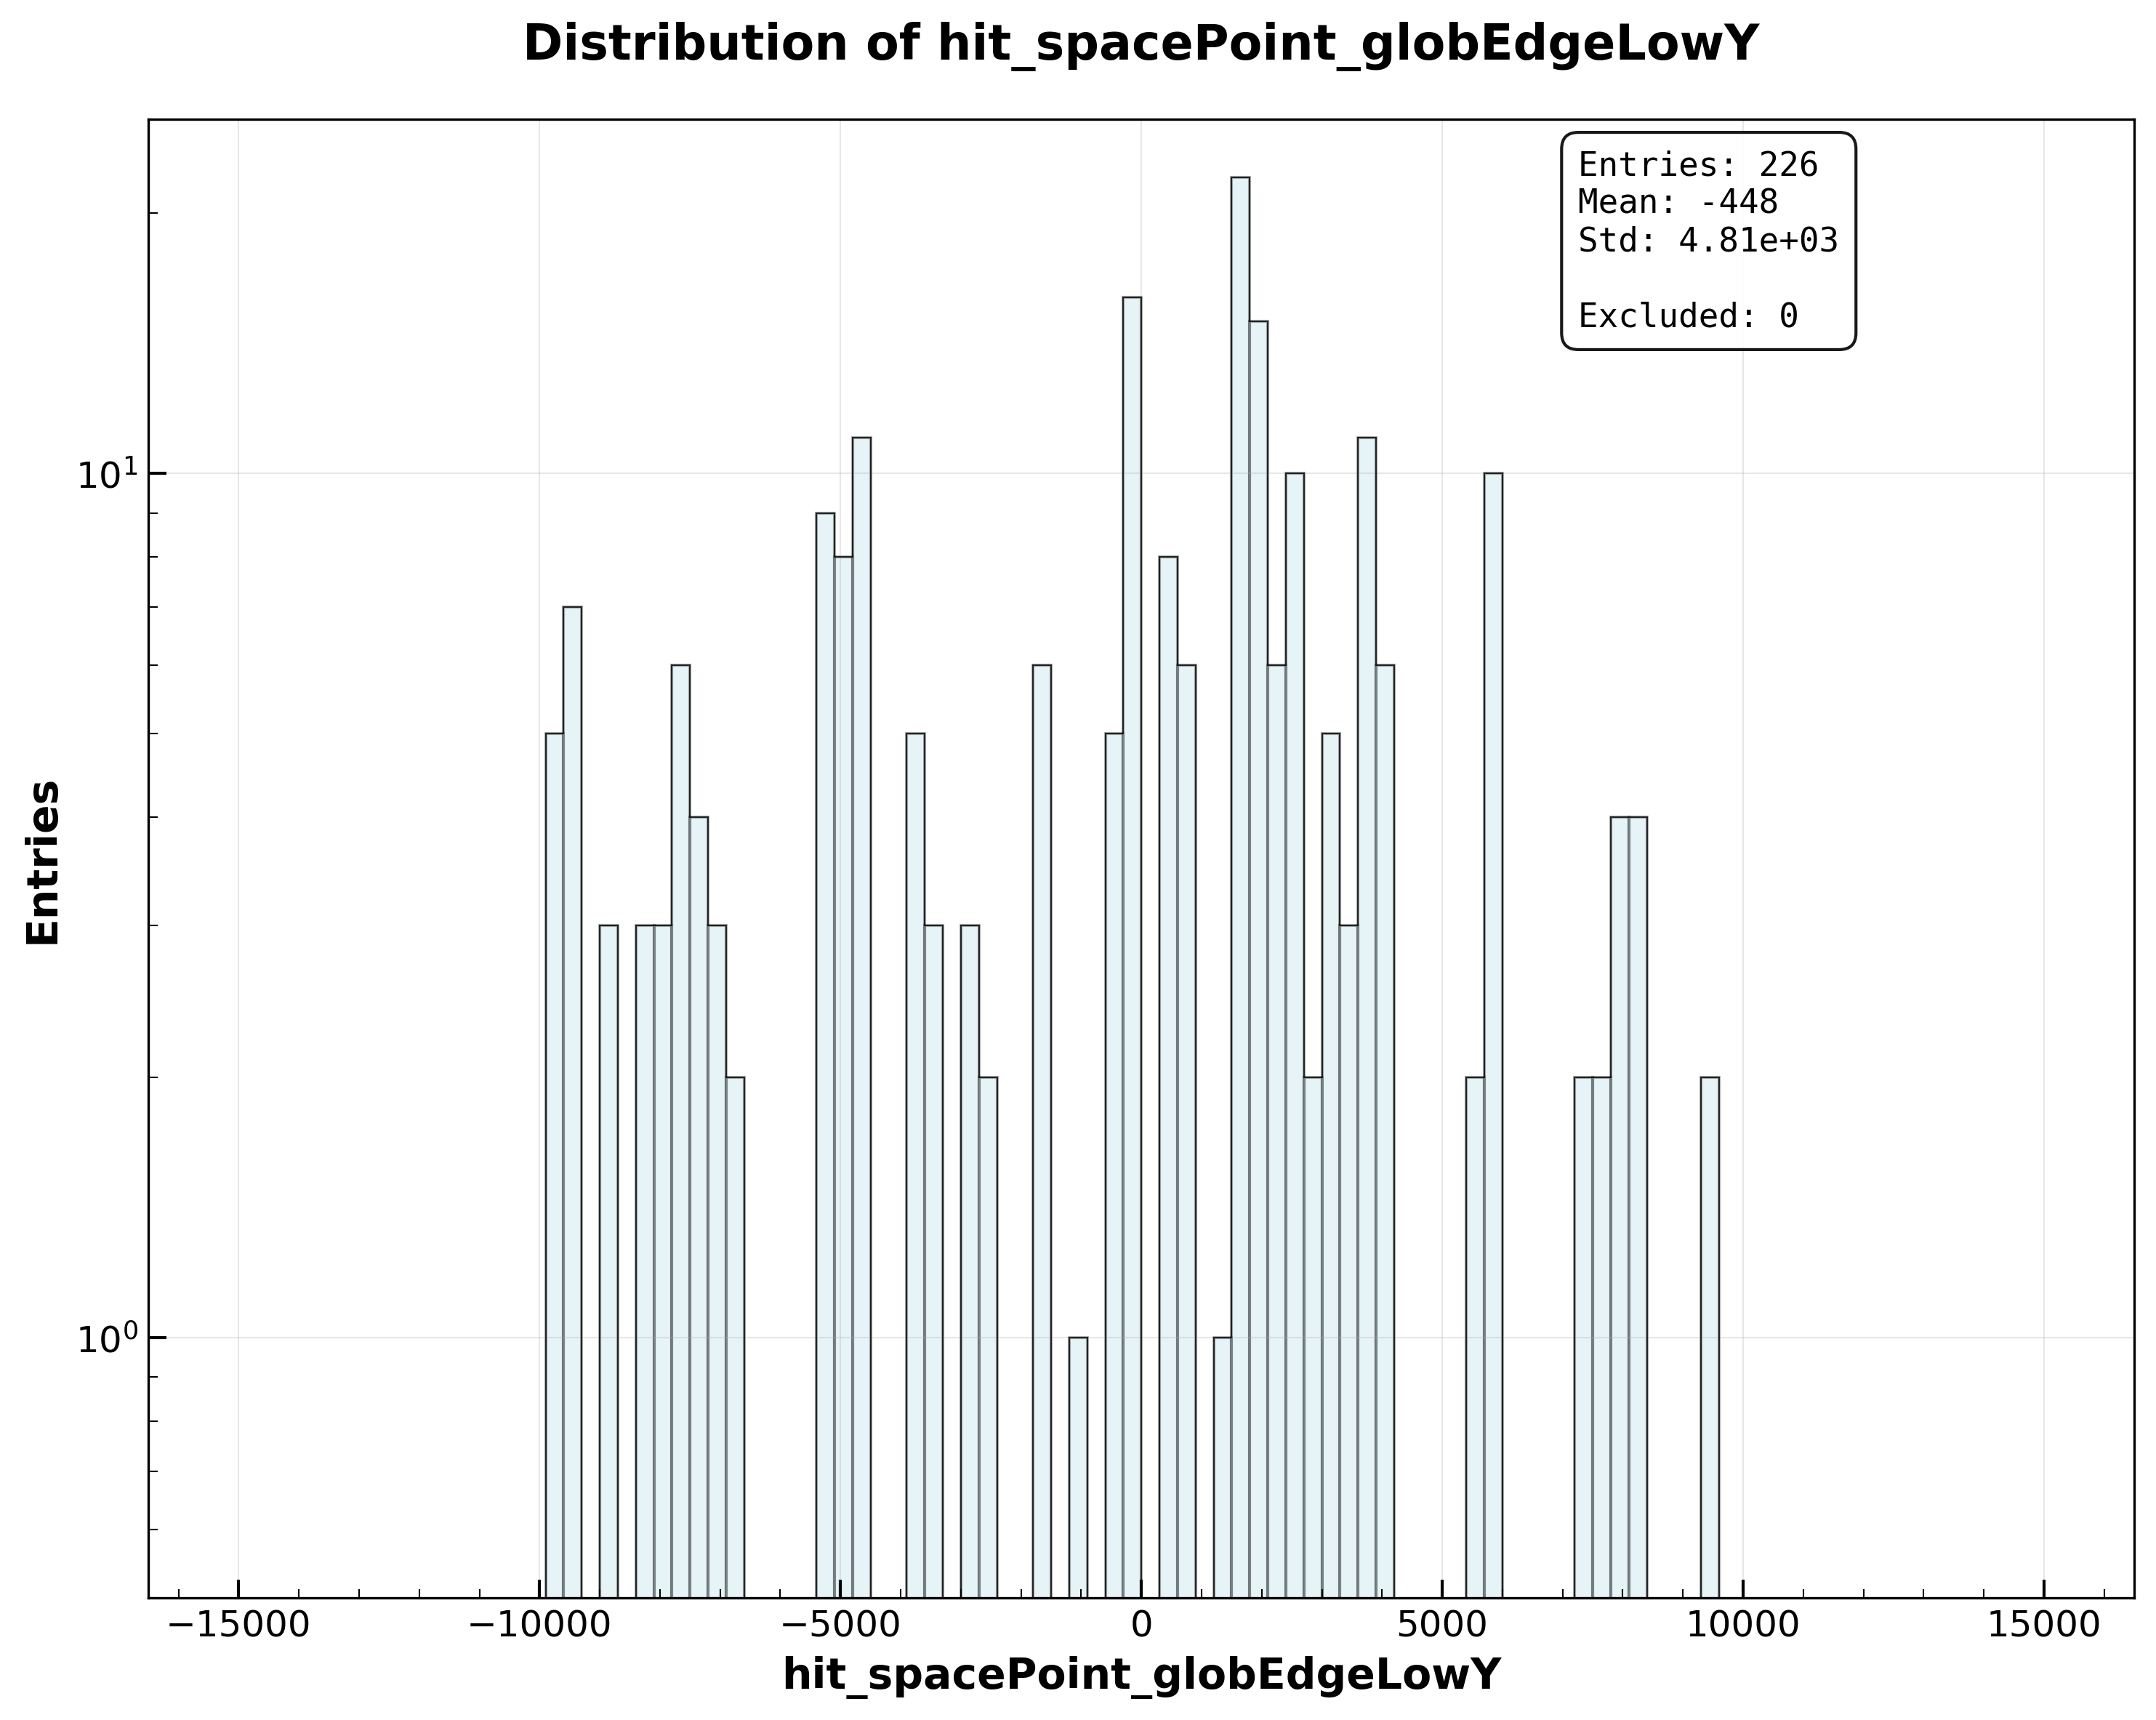 Distribution of hit_spacePoint_globEdgeLowY
Entries: 226
Mean: -448
Std: 4.81e+03
Excluded: 0
Entries
10¹
10⁰
−15000 −10000 −5000 0 5000 10000 15000
hit_spacePoint_globEdgeLowY